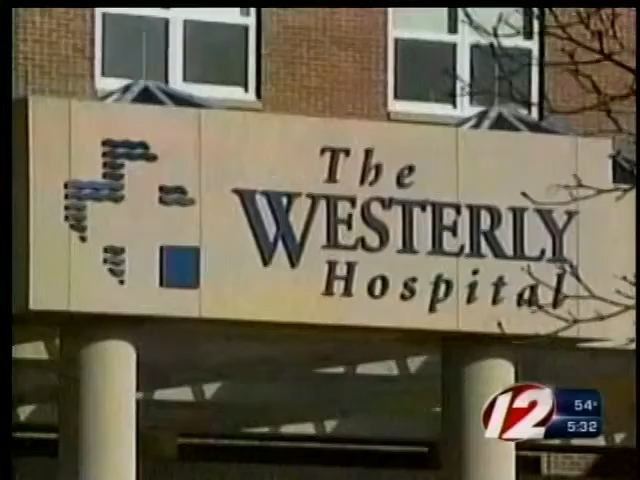 The
WESTERLY
Hospital
12
54°
5:32